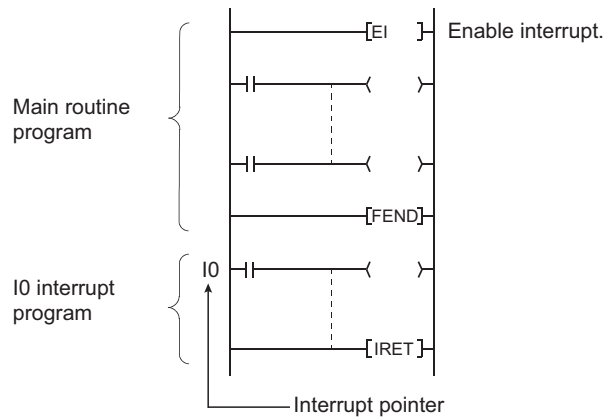 [EI ] Enable interrupt.
Main routine
program
[FEND]
I0
I0 interrupt
program
[IRET]
Interrupt pointer